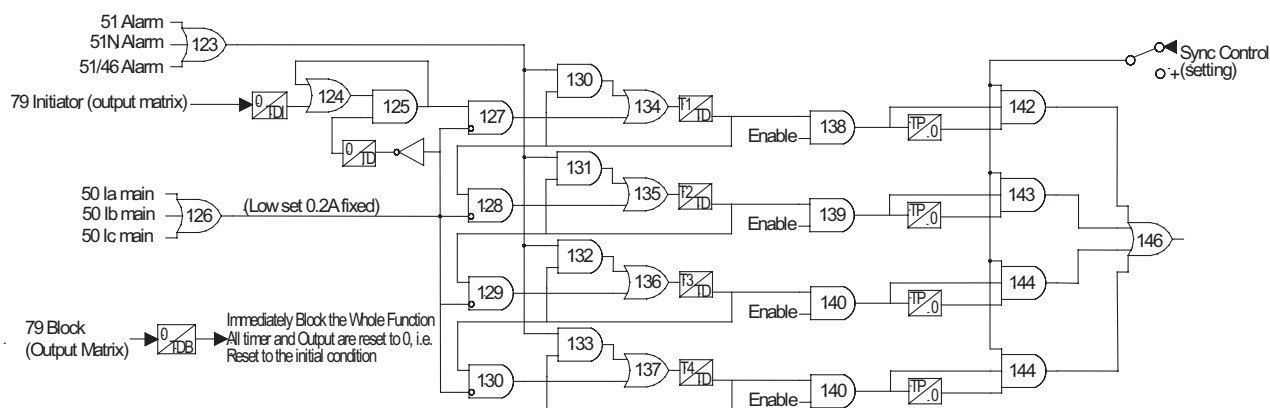 51 Alarm
51N Alarm
51/46 Alarm
123
79 Initiator (output matrix)
0
TDI
124
125
127
0
TD
50 Ia main
50 Ib main
50 Ic main
126
(Low set 0.2A fixed)
79 Block
(Output Matrix)
0
TDB
Immediately Block the Whole Function
All timer and Output are reset to 0, i.e.
Reset to the initial condition
130
134
T1
TD
Enable
138
TP
0
142
128
131
135
T2
TD
Enable
139
TP
0
143
129
132
136
T3
TD
Enable
140
TP
0
144
130
133
137
T4
TD
Enable
140
TP
0
144
146
Sync Control
+ (setting)